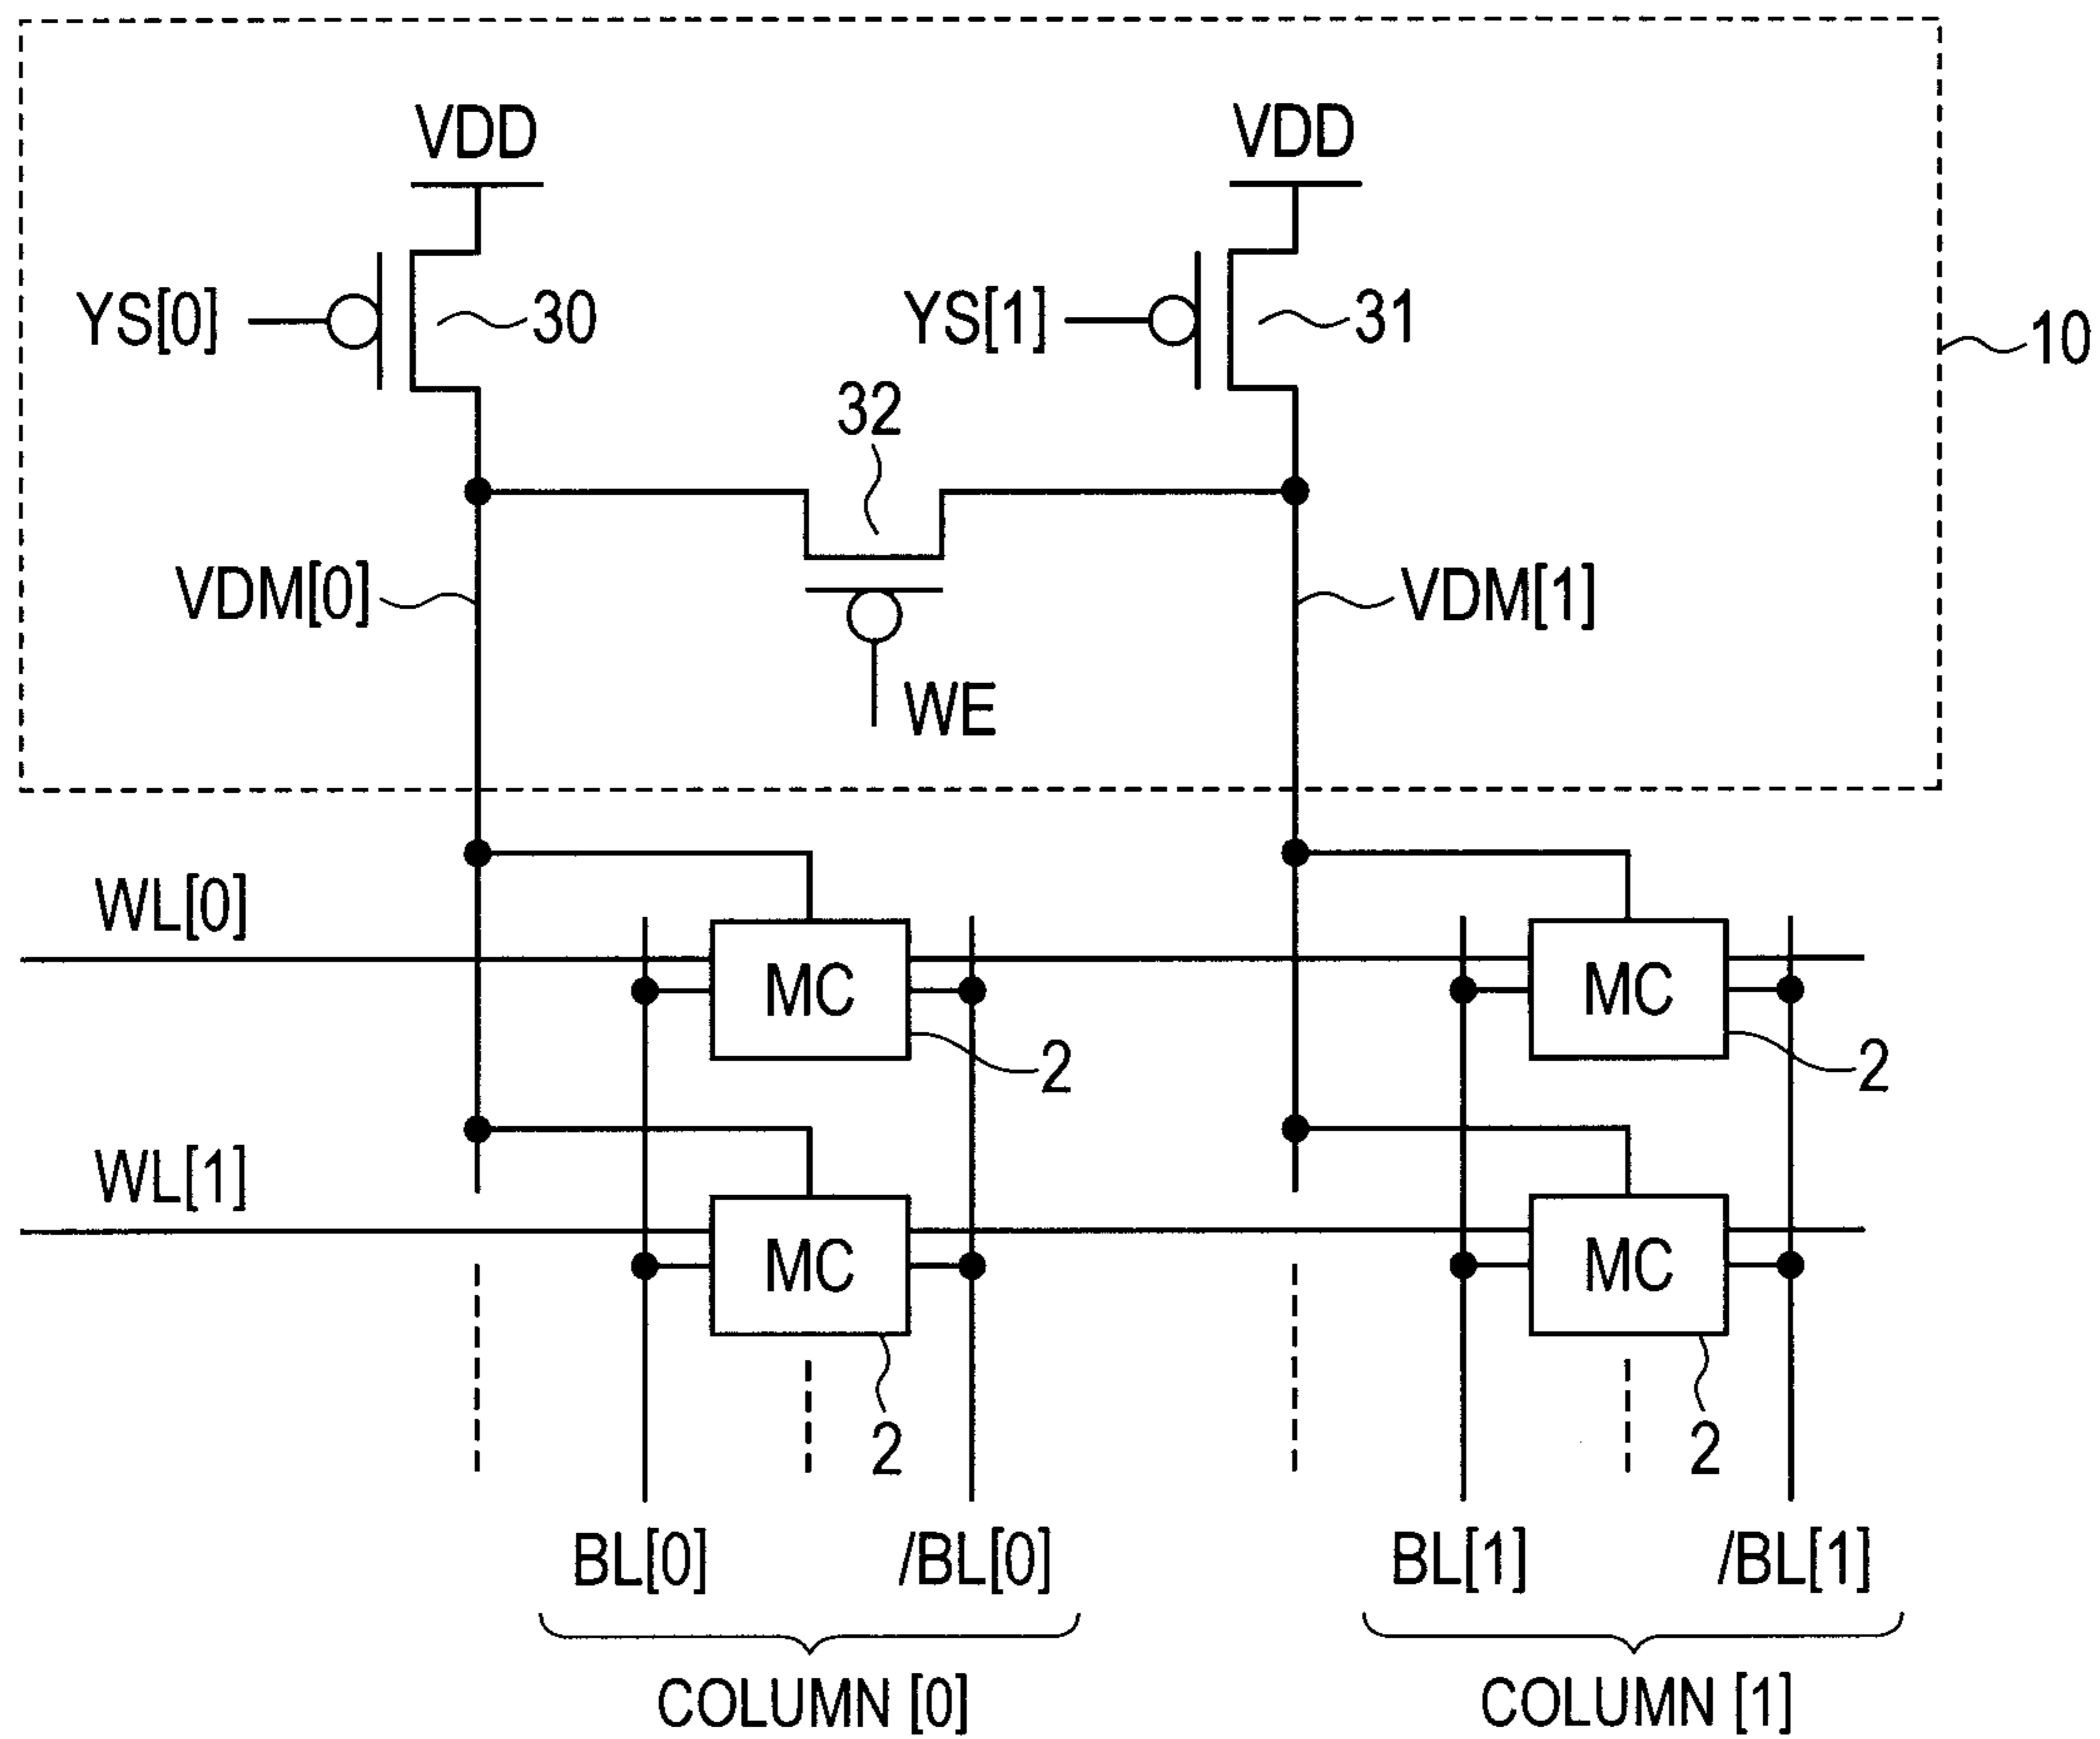 VDD VDD
YS[0] 30 YS[1] 31 10
32
VDM[0] VDM[1]
WE
WL[0]
MC MC
2 2
WL[1]
MC MC
2 2
BL[0] /BL[0] BL[1] /BL[1]
COLUMN [0] COLUMN [1]